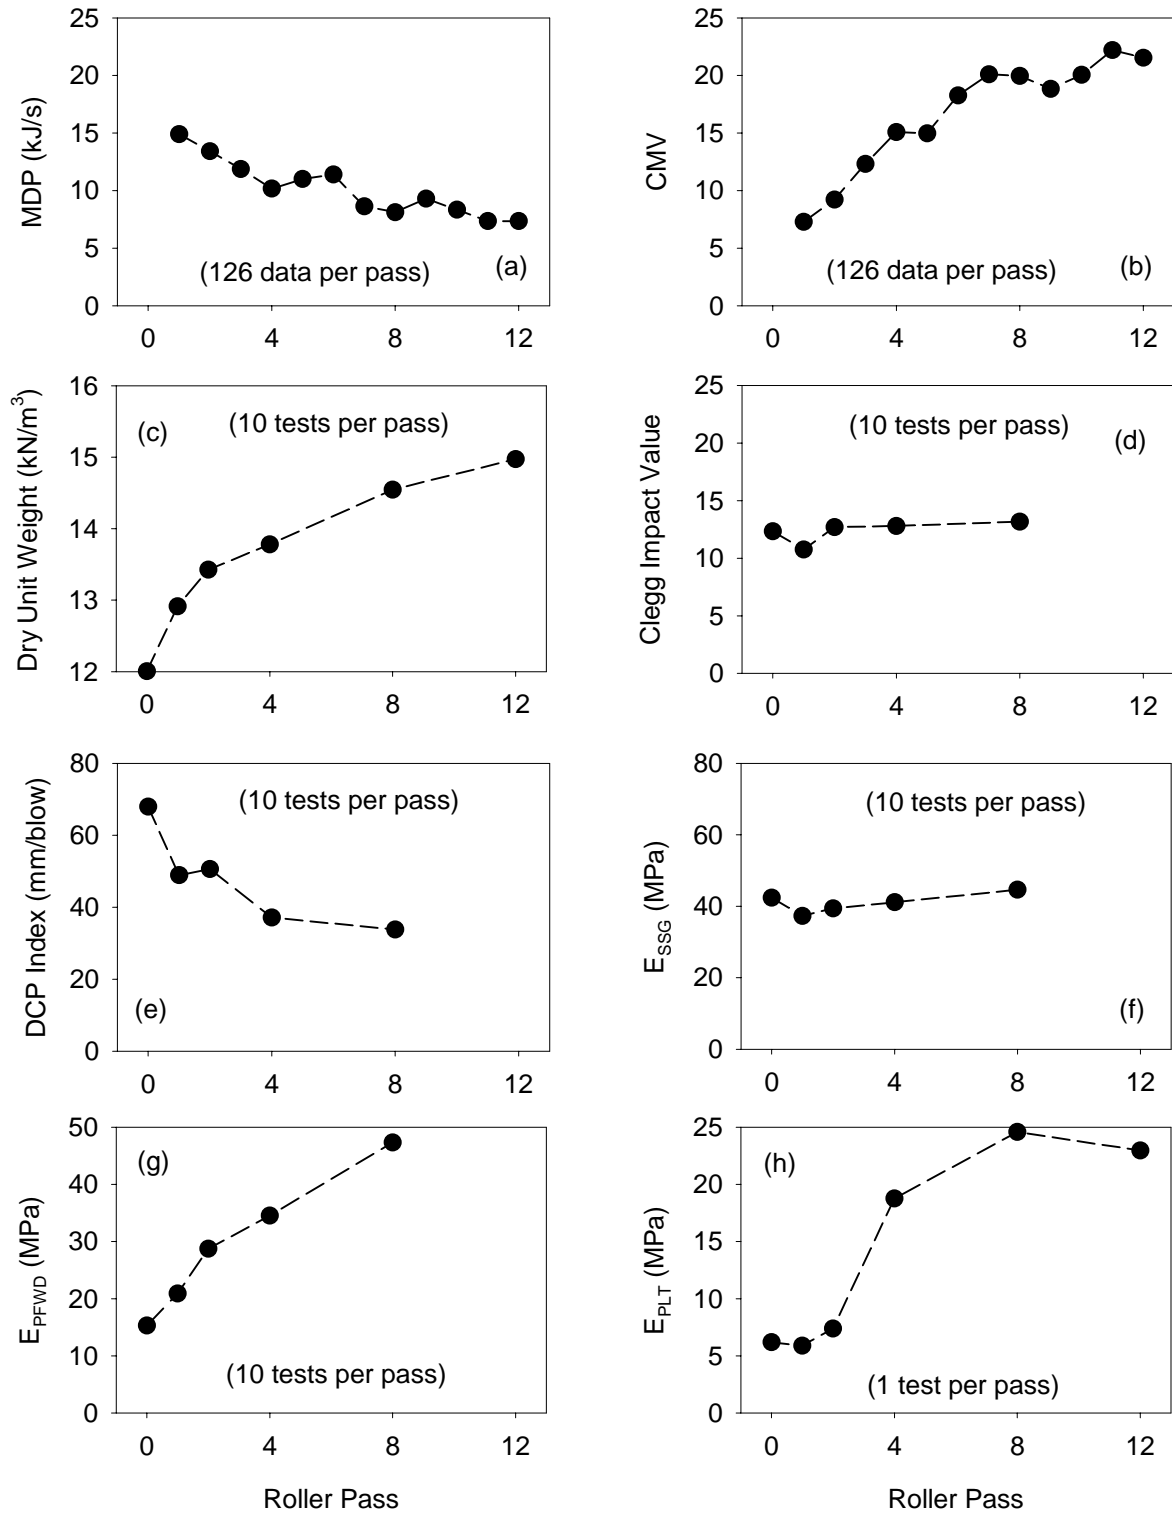 25
20
15
10
5
0
MDP (kJ/s)
(126 data per pass)
(a)
0 4 8 12
25
20
15
10
5
0
CMV
(126 data per pass)
(b)
0 4 8 12
16
15
14
13
12
Dry Unit Weight (kN/m³)
(c)
(10 tests per pass)
0 4 8 12
25
20
15
10
5
0
Clegg Impact Value
(10 tests per pass)
(d)
0 4 8 12
80
60
40
20
0
DCP Index (mm/blow)
(10 tests per pass)
(e)
0 4 8 12
80
60
40
20
0
E_SSG (MPa)
(10 tests per pass)
(f)
0 4 8 12
50
40
30
20
10
0
E_PFWD (MPa)
(g)
(10 tests per pass)
0 4 8 12
Roller Pass
25
20
15
10
5
0
E_PLT (MPa)
(h)
(1 test per pass)
0 4 8 12
Roller Pass